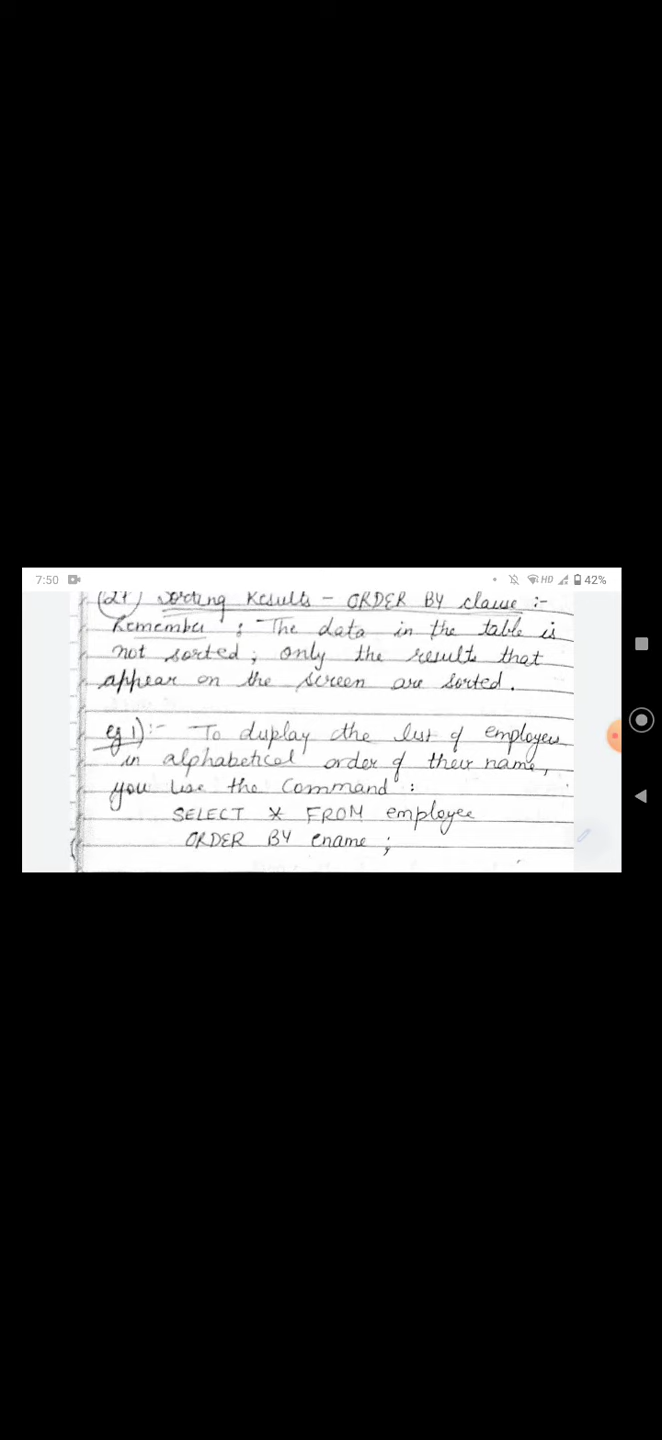 7:50 HD 42%
(27) Sorting Results - ORDER BY clause :-
Remember : The data in the table is
not sorted ; only the results that
appear on the screen are sorted .
eg 1) :- To display the list of employees
in alphabetical order of their name,
you use the Command :
SELECT * FROM employee
ORDER BY ename ;